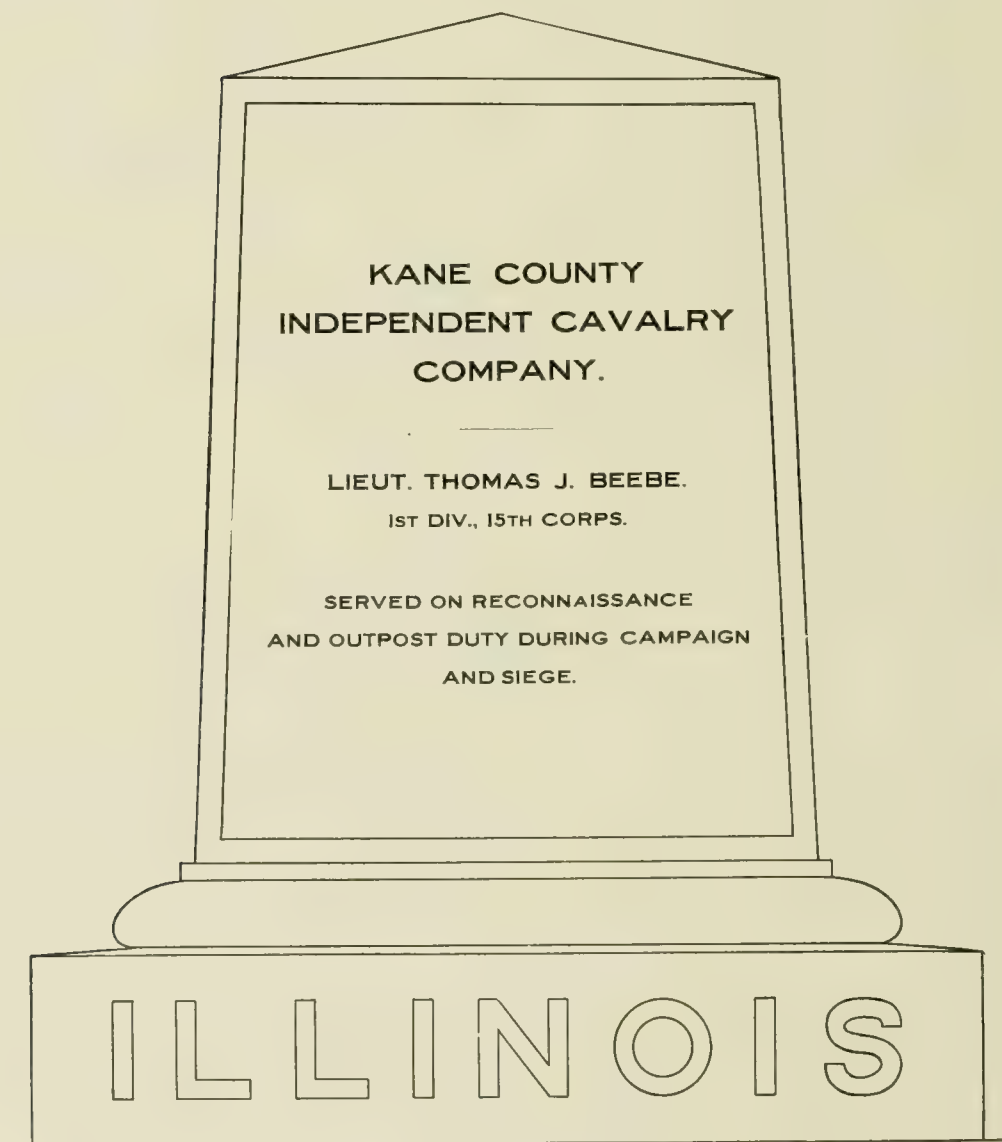 KANE COUNTY
INDEPENDENT CAVALRY
COMPANY.
LIEUT. THOMAS J. BEEBE.
1ST DIV., 15TH CORPS.
SERVED ON RECONNAISSANCE
AND OUTPOST DUTY DURING CAMPAIGN
AND SIEGE.
ILLINOIS